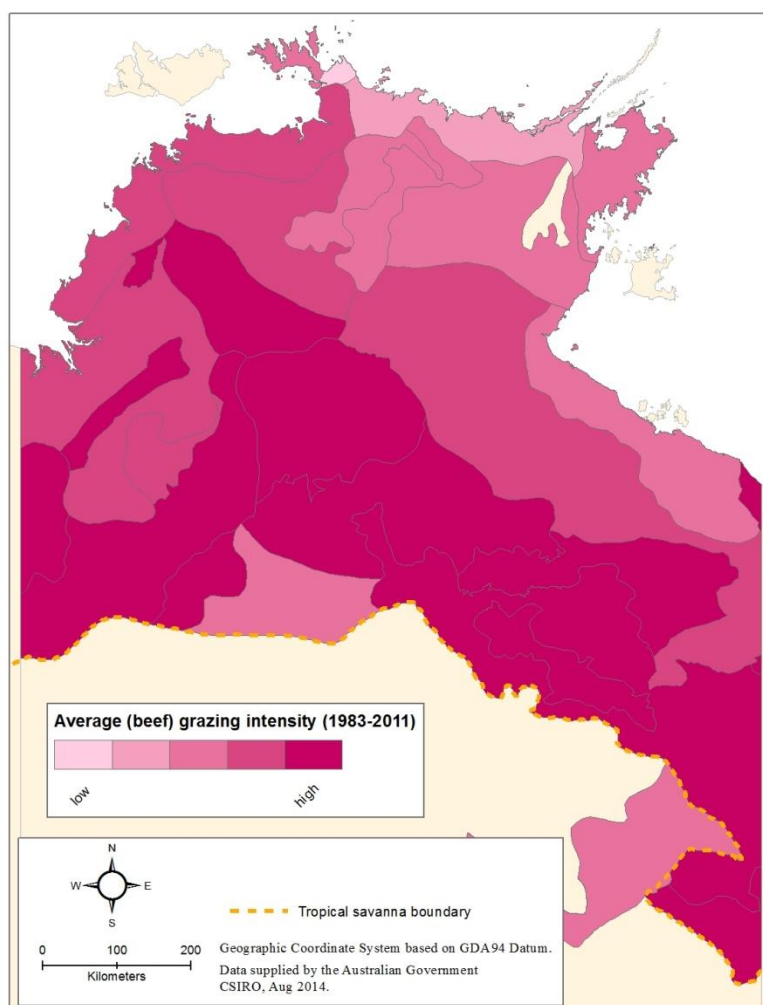 Average (beef) grazing intensity (1983-2011)
low
high
N
W
E
S
Tropical savanna boundary
0 100 200
Kilometers
Geographic Coordinate System based on GDA94 Datum.
Data supplied by the Australian Government
CSIRO, Aug 2014.